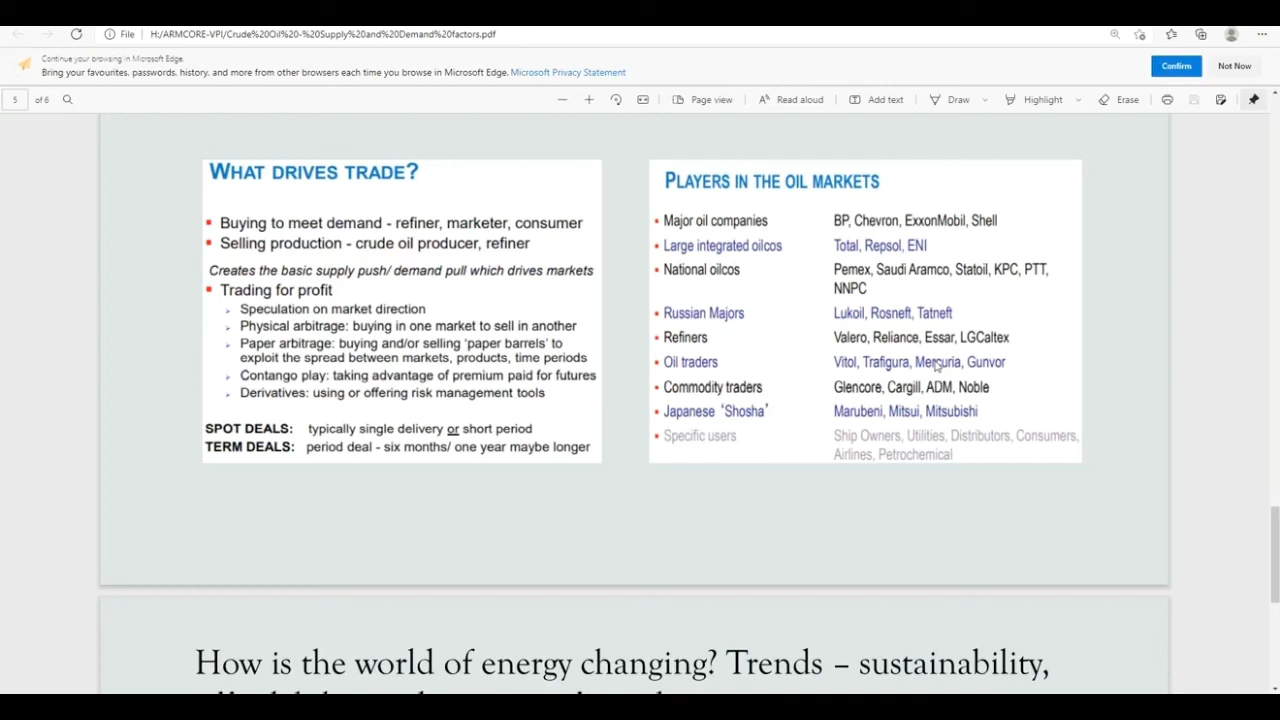 File H:/ARMCORE-VPI/Crude%20Oil%20-%20Supply%20and%20Demand%20factors.pdf
Continue your browsing in Microsoft Edge.
Bring your favourites, passwords, history, and more from other browsers each time you browse in Microsoft Edge. Microsoft Privacy Statement
Confirm
Not Now
5 of 6
Page view
Read aloud
Add text
Draw
Highlight
Erase
WHAT DRIVES TRADE?
Buying to meet demand - refiner, marketer, consumer
Selling production - crude oil producer, refiner
Creates the basic supply push/ demand pull which drives markets
Trading for profit
Speculation on market direction
Physical arbitrage: buying in one market to sell in another
Paper arbitrage: buying and/or selling 'paper barrels' to
exploit the spread between markets, products, time periods
Contango play: taking advantage of premium paid for futures
Derivatives: using or offering risk management tools
SPOT DEALS: typically single delivery or short period
TERM DEALS: period deal - six months/ one year maybe longer
PLAYERS IN THE OIL MARKETS
Major oil companies BP, Chevron, ExxonMobil, Shell
Large integrated oilcos Total, Repsol, ENI
National oilcos Pemex, Saudi Aramco, Statoil, KPC, PTT,
NNPC
Russian Majors Lukoil, Rosneft, Tatneft
Refiners Valero, Reliance, Essar, LGCaltex
Oil traders Vitol, Trafigura, Mercuria, Gunvor
Commodity traders Glencore, Cargill, ADM, Noble
Japanese 'Shosha' Marubeni, Mitsui, Mitsubishi
Specific users Ship Owners, Utilities, Distributors, Consumers,
Airlines, Petrochemical
How is the world of energy changing? Trends – sustainability,